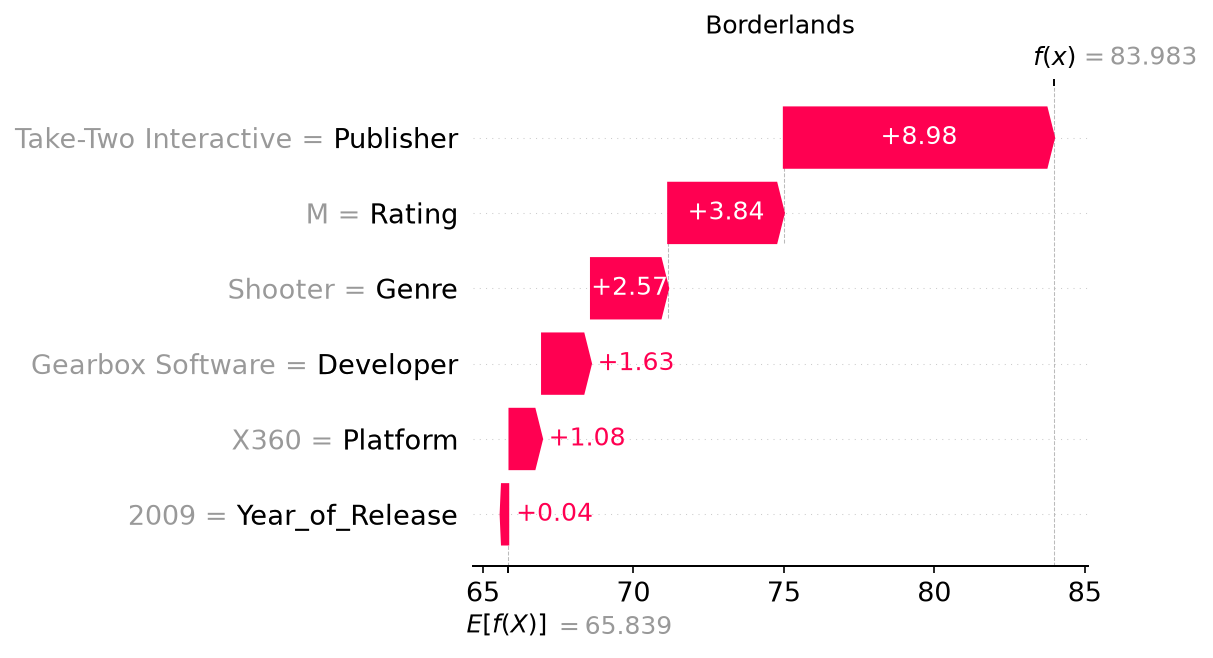 Borderlands
f(x) = 83.983
Take-Two Interactive = Publisher
+8.98
M = Rating
+3.84
Shooter = Genre
+2.57
Gearbox Software = Developer
+1.63
X360 = Platform
+1.08
2009 = Year_of_Release
+0.04
65 70 75 80 85
E[f(X)] = 65.839